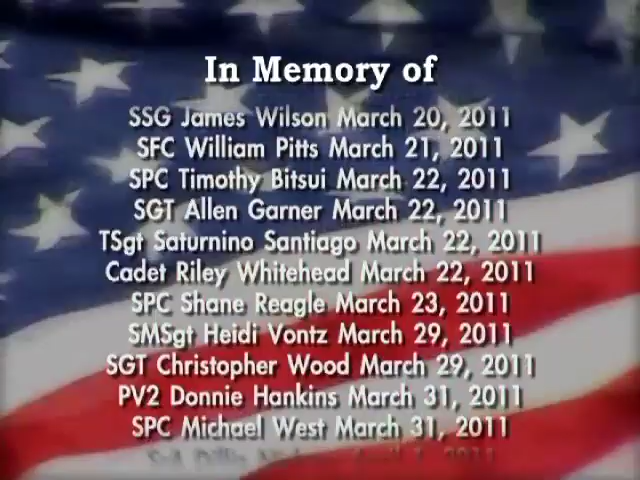 In Memory of
SSG James Wilson March 20, 2011
SFC William Pitts March 21, 2011
SPC Timothy Bitsui March 22, 2011
SGT Allen Garner March 22, 2011
TSgt Saturnino Santiago March 22, 2011
Cadet Riley Whitehead March 22, 2011
SPC Shane Reagle March 23, 2011
SMSgt Heidi Vontz March 29, 2011
SGT Christopher Wood March 29, 2011
PV2 Donnie Hankins March 31, 2011
SPC Michael West March 31, 2011